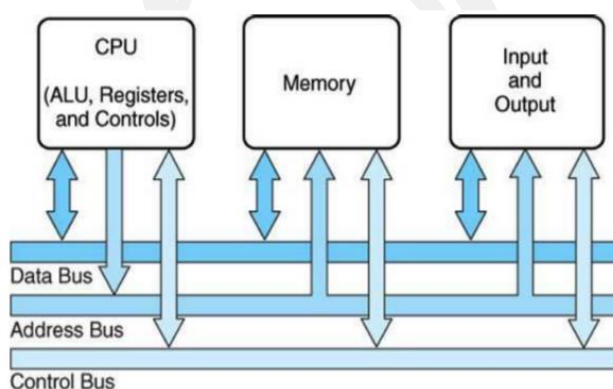 CPU
(ALU, Registers,
and Controls)
Memory
Input
and
Output
Data Bus
Address Bus
Control Bus